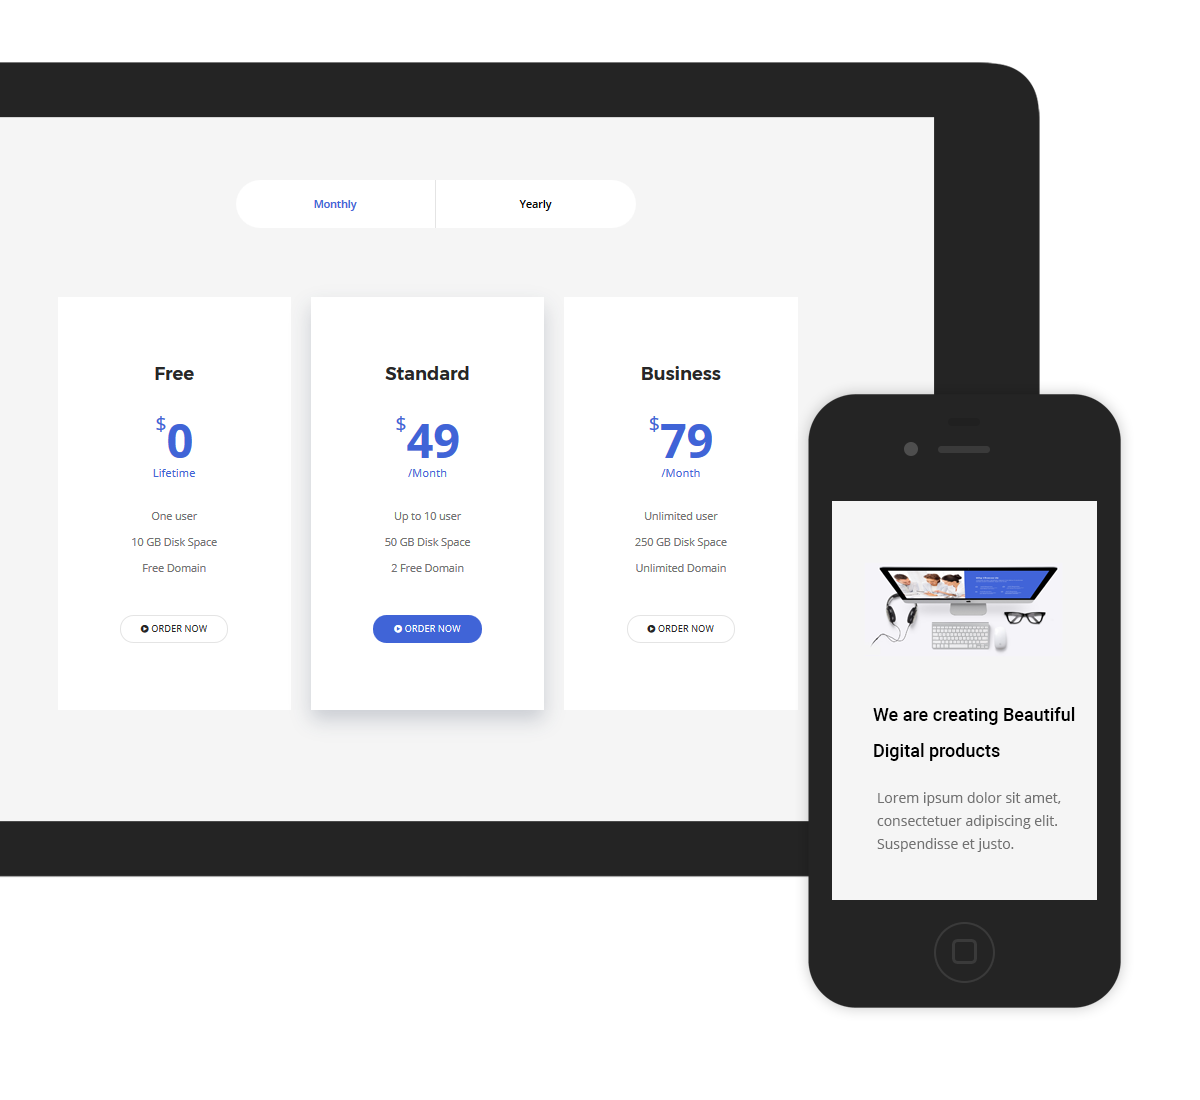 Monthly
Yearly
Free
$0
Lifetime
One user
10 GB Disk Space
Free Domain
ORDER NOW
Standard
$49
/Month
Up to 10 user
50 GB Disk Space
2 Free Domain
ORDER NOW
Business
$79
/Month
Unlimited user
250 GB Disk Space
Unlimited Domain
ORDER NOW
We are creating Beautiful
Digital products
Lorem ipsum dolor sit amet,
consectetuer adipiscing elit.
Suspendisse et justo.